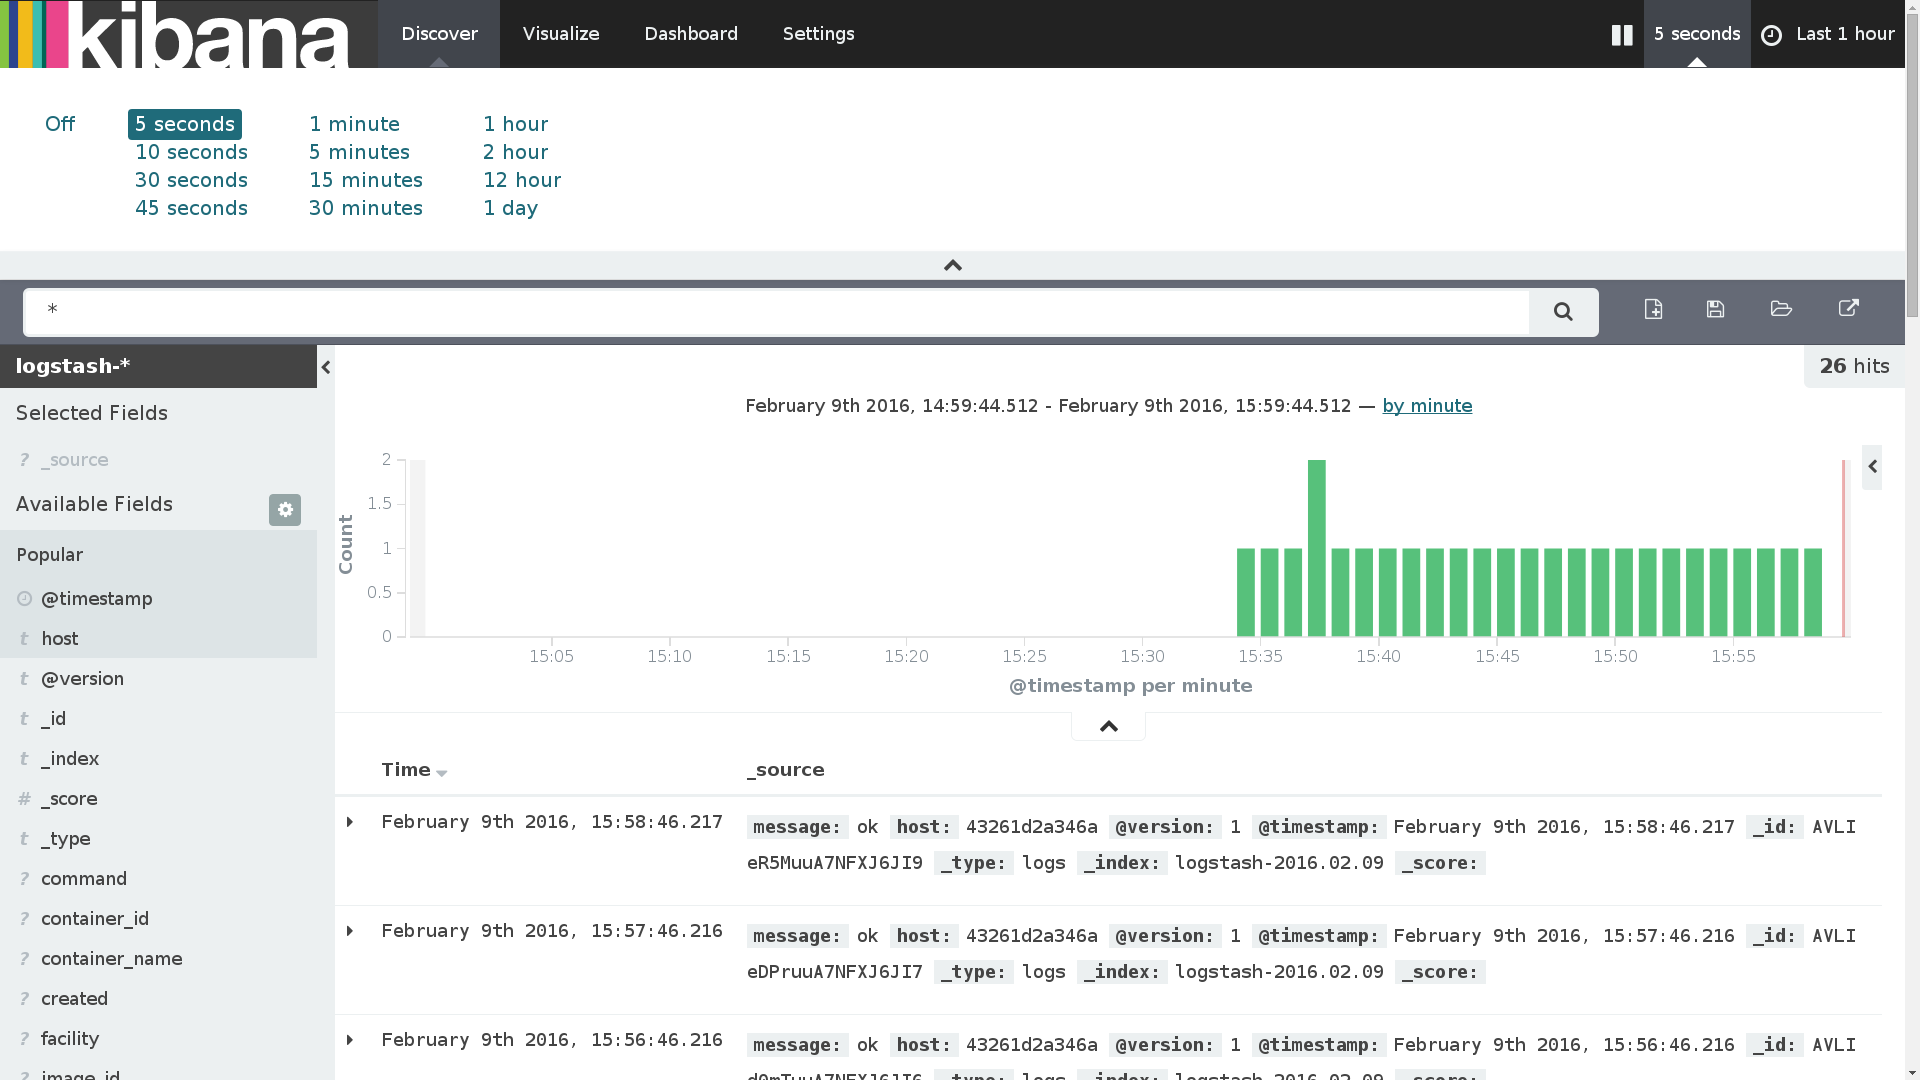 kibana Discover Visualize Dashboard Settings 5 seconds Last 1 hour
Off 5 seconds 1 minute 1 hour
10 seconds 5 minutes 2 hour
30 seconds 15 minutes 12 hour
45 seconds 30 minutes 1 day
*
logstash-*
26 hits
Selected Fields
? _source
Available Fields
Popular
@timestamp
t host
t @version
t _id
t _index
# _score
t _type
? command
? container_id
? container_name
? created
? facility
? image_id
February 9th 2016, 14:59:44.512 - February 9th 2016, 15:59:44.512 — by minute
Count
2
1.5
1
0.5
0
15:05 15:10 15:15 15:20 15:25 15:30 15:35 15:40 15:45 15:50 15:55
@timestamp per minute
Time _source
February 9th 2016, 15:58:46.217 message: ok host: 43261d2a346a @version: 1 @timestamp: February 9th 2016, 15:58:46.217 _id: AVLI
eR5MuuA7NFXJ6JI9 _type: logs _index: logstash-2016.02.09 _score:
February 9th 2016, 15:57:46.216 message: ok host: 43261d2a346a @version: 1 @timestamp: February 9th 2016, 15:57:46.216 _id: AVLI
eDPruuA7NFXJ6JI7 _type: logs _index: logstash-2016.02.09 _score:
February 9th 2016, 15:56:46.216 message: ok host: 43261d2a346a @version: 1 @timestamp: February 9th 2016, 15:56:46.216 _id: AVLI
_type: logs _index: logstash-2016.02.09 _score: